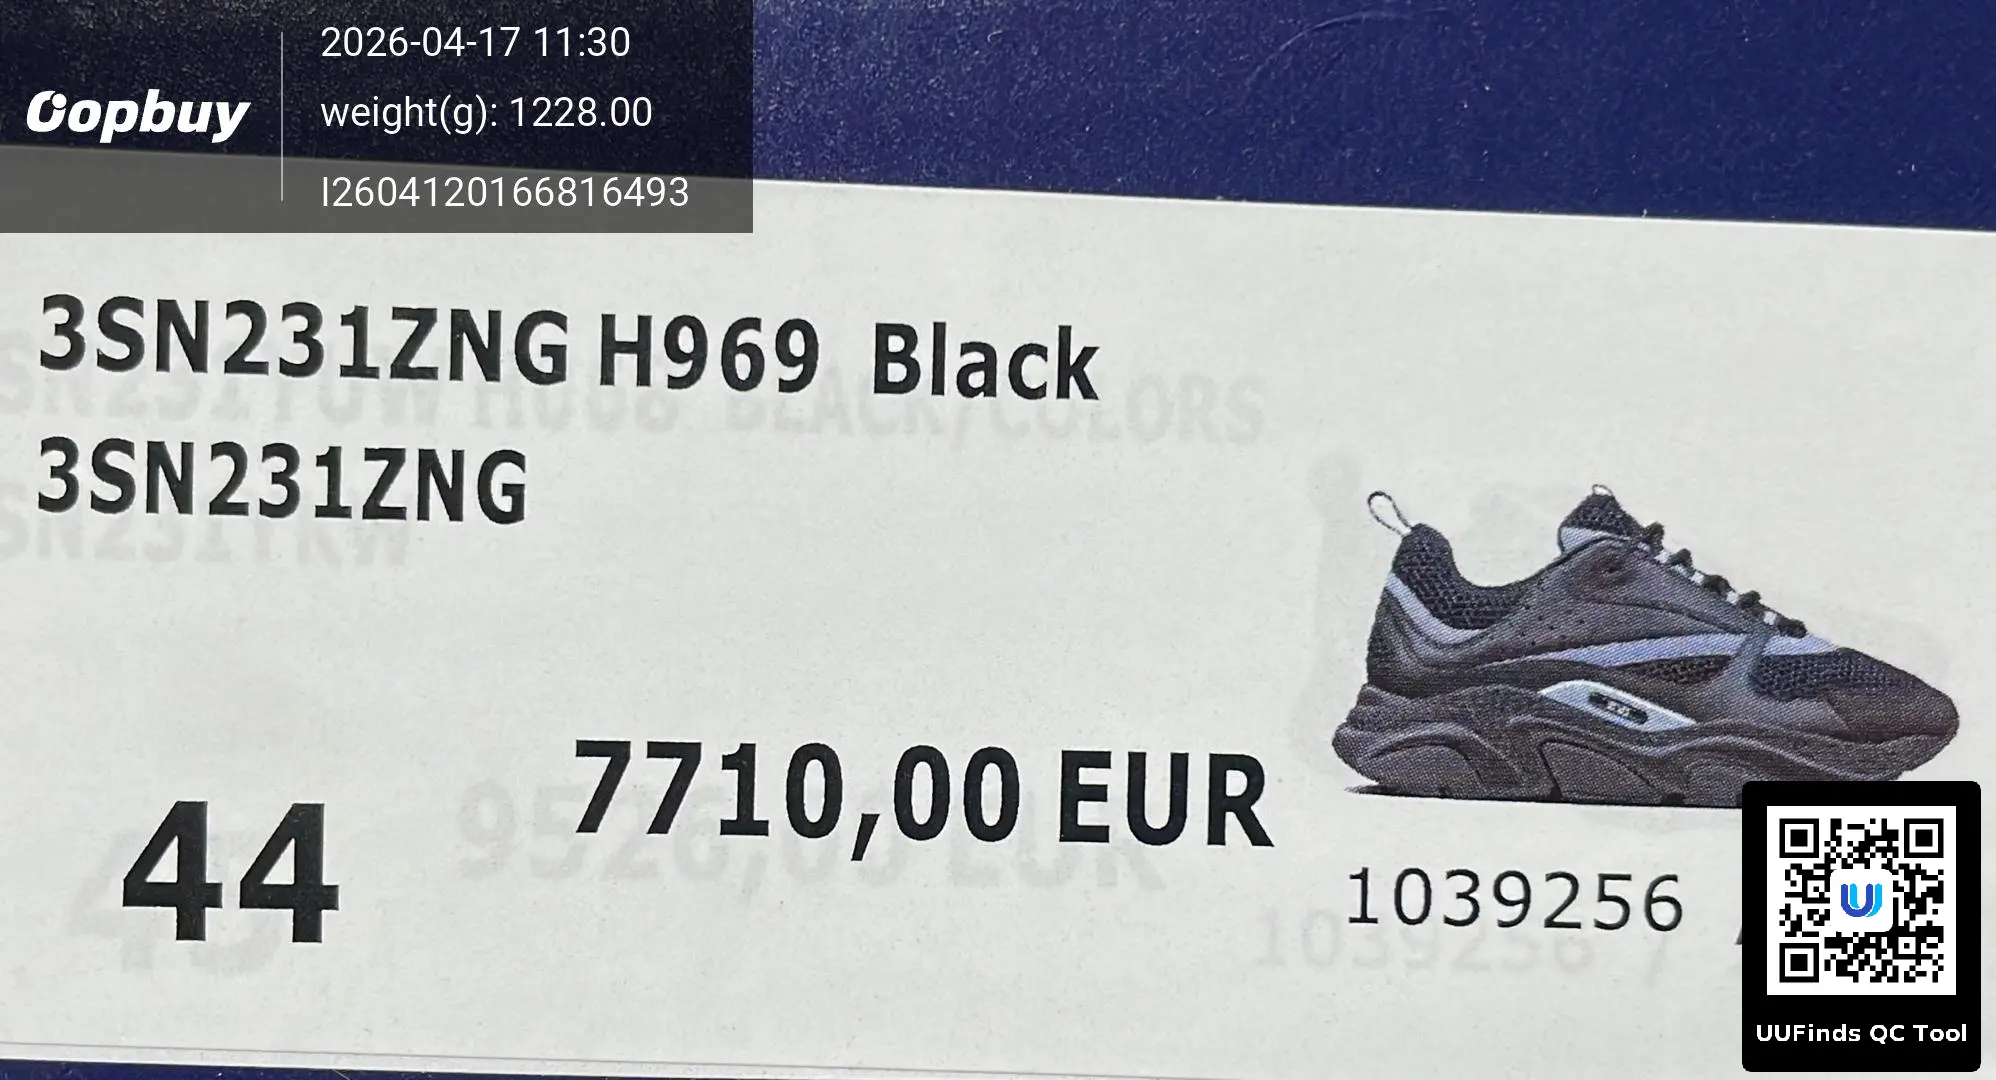 Oopbuy
2026-04-17 11:30
weight(g): 1228.00
I2604120166816493
3SN231ZNG H969 Black
3SN231ZNG
44
7710,00 EUR
1039256
UUFinds QC Tool